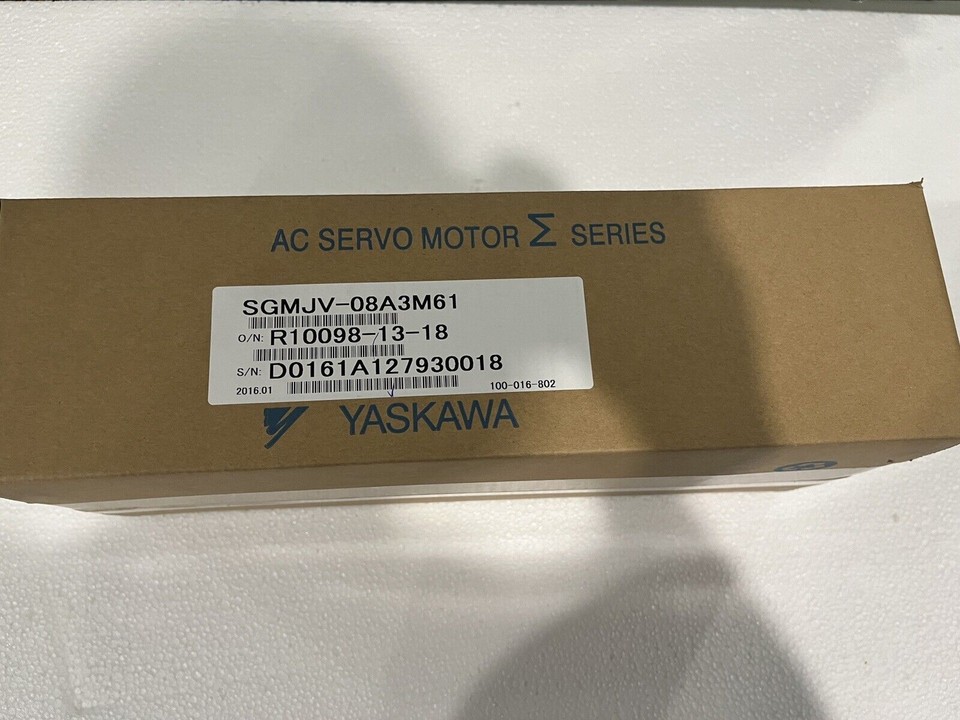 AC SERVO MOTOR Σ SERIES
SGMJV-08A3M61
O/N: R10098-13-18
S/N: D0161A127930018
2016.01 100-016-802
YASKAWA